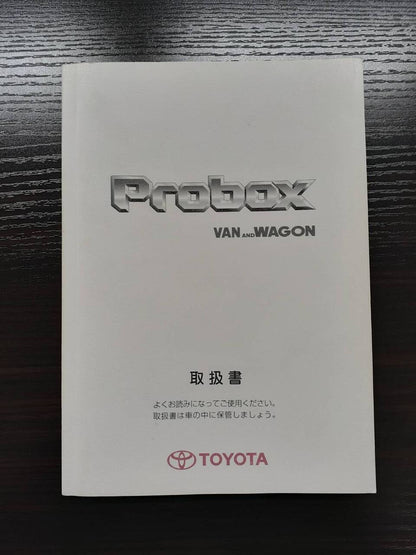 Probox
VAN AND WAGON
取扱書
よくお読みになってご使用ください。
取扱書は車の中に保管しましょう。
TOYOTA